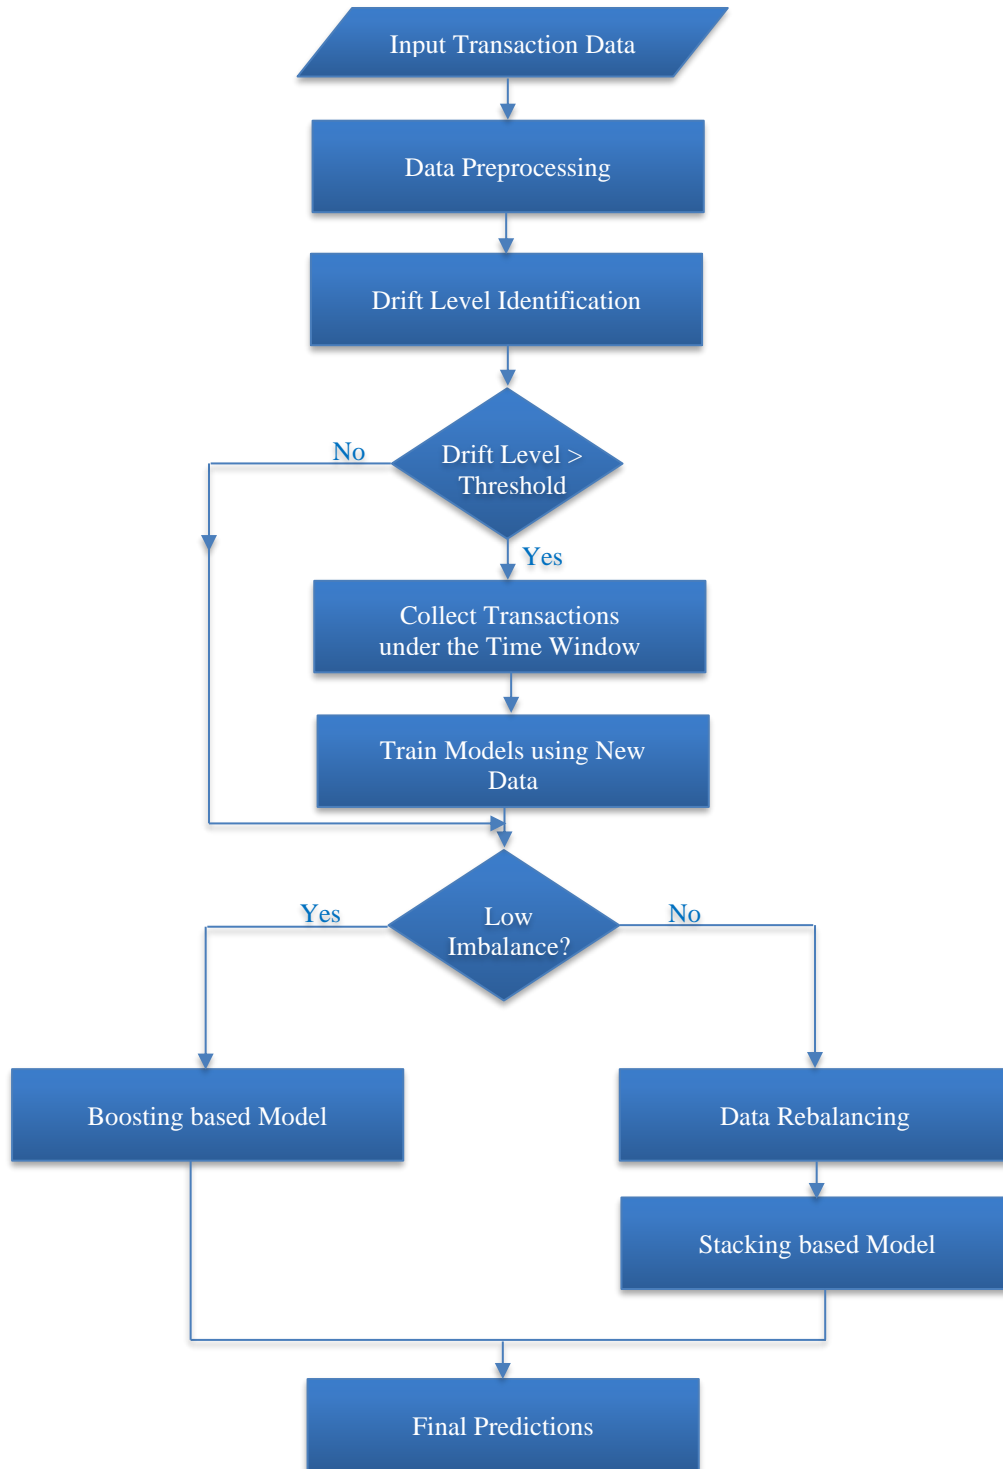 Input Transaction Data
Data Preprocessing
Drift Level Identification
No
Drift Level >
Threshold
Yes
Collect Transactions
under the Time Window
Train Models using New
Data
Yes
Low
Imbalance?
No
Boosting based Model
Data Rebalancing
Stacking based Model
Final Predictions